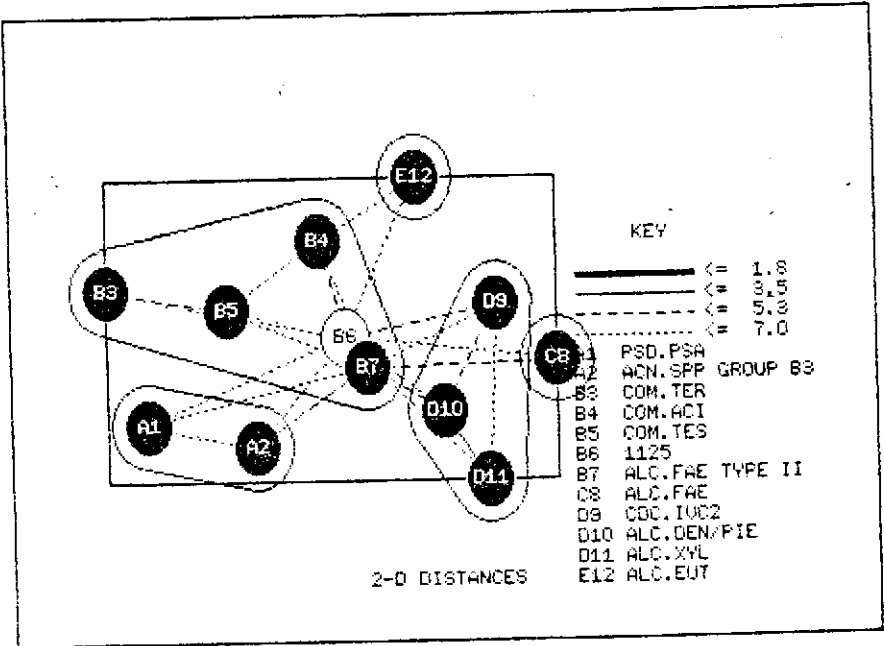 E12
B4
KEY
<= 1.8
B3
D9
<= 3.5
B5
<= 5.3
B6
<= 7.0
B7
C8
A1 PSD.PSA
A2 ACN.SPP GROUP B3
D10
B3 COM.TER
A1
B4 COM.ACI
A2
B5 COM.TES
D11
B6 1125
B7 ALC.FAE TYPE II
C8 ALC.FAE
D9 CDC.IVC2
D10 ALC.DEN/PIE
D11 ALC.XYL
2-D DISTANCES
E12 ALC.EUT